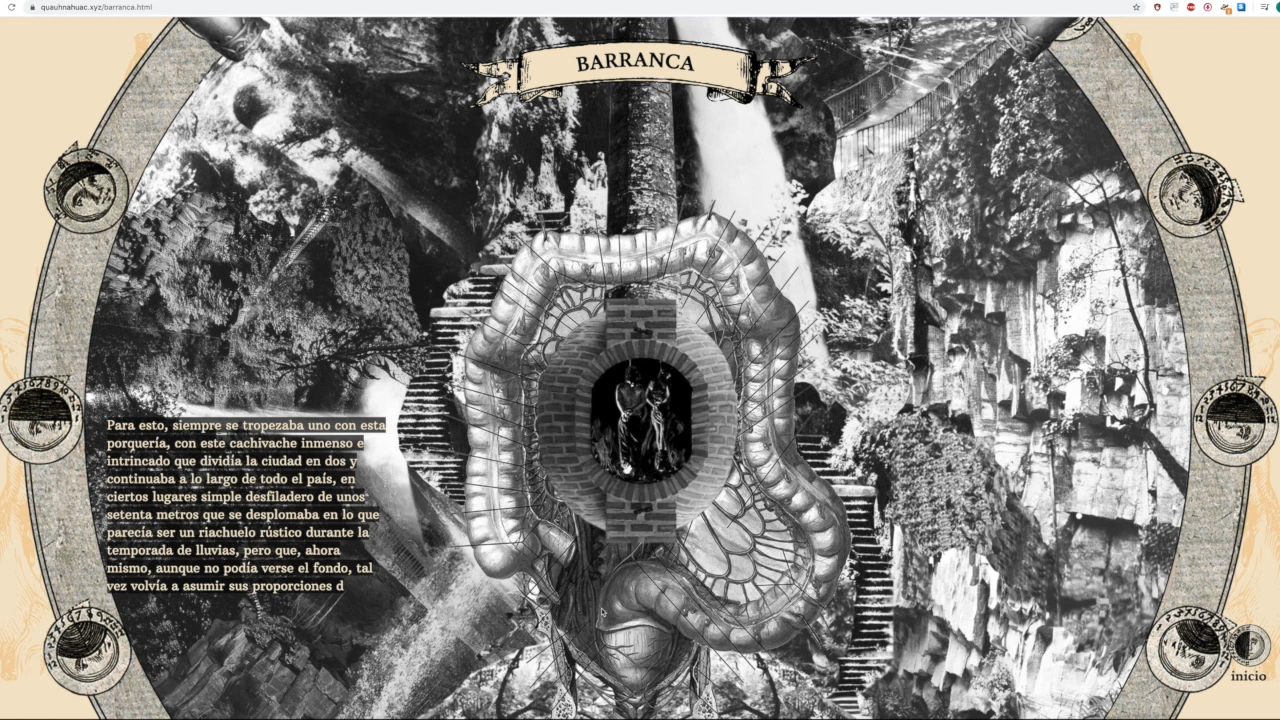 quauhnahuac.xyz/barranca.html
BARRANCA
Para esto, siempre se tropezaba uno con esta
porquería, con este cachivache inmenso e
intrincado que dividía la ciudad en dos y
continuaba a lo largo de todo el país, en
ciertos lugares simple desfiladero de unos
setenta metros que se desplomaba en lo que
parecía ser un riachuelo rústico durante la
temporada de lluvias, pero que, ahora
mismo, aunque no podía verse el fondo, tal
vez volvía a asumir sus proporciones d
inicio